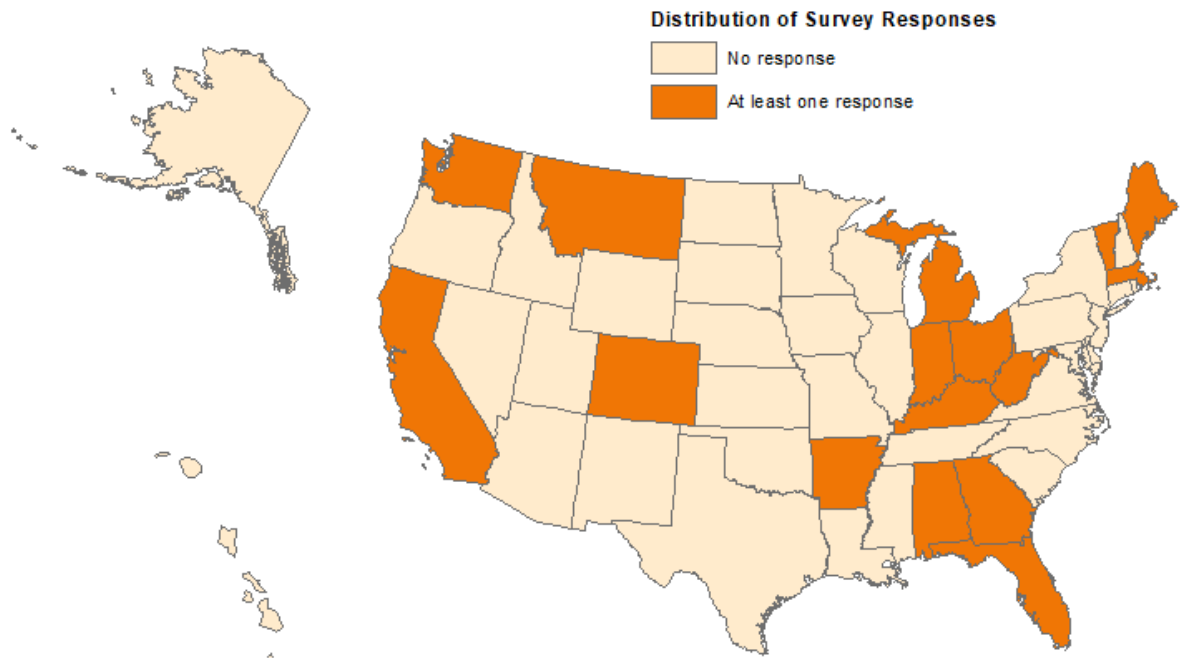 Distribution of Survey Responses
No response
At least one response